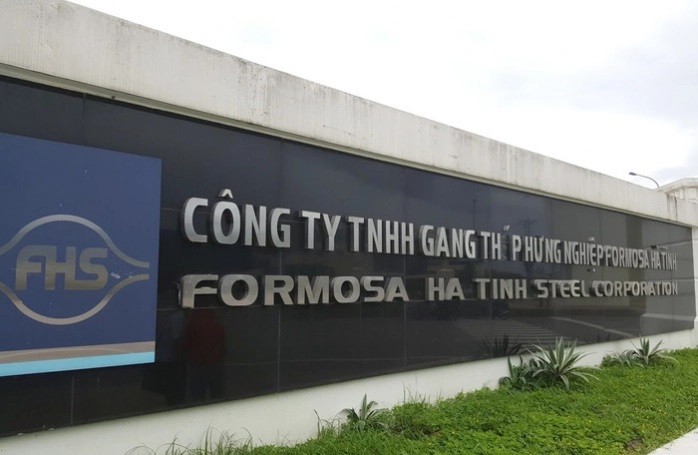 FHS
CÔNG TY TNHH GANG THÉP HƯNG NGHIỆP FORMOSA HÀ TĨNH
FORMOSA HA TINH STEEL CORPORATION